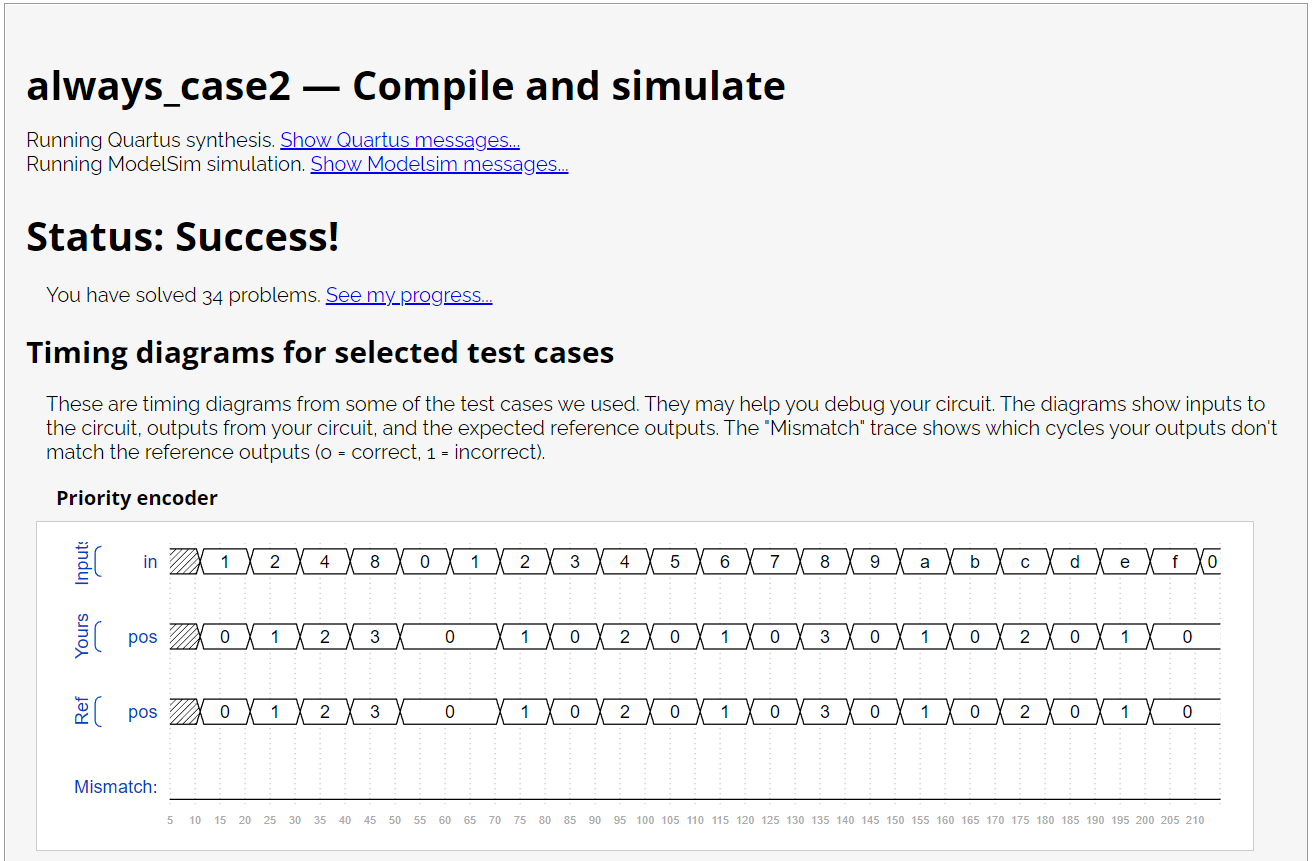 always_case2 — Compile and simulate
Running Quartus synthesis. Show Quartus messages...
Running ModelSim simulation. Show Modelsim messages...
Status: Success!
You have solved 34 problems. See my progress...
Timing diagrams for selected test cases
These are timing diagrams from some of the test cases we used. They may help you debug your circuit. The diagrams show inputs to
the circuit, outputs from your circuit, and the expected reference outputs. The "Mismatch" trace shows which cycles your outputs don't
match the reference outputs (0 = correct, 1 = incorrect).
Priority encoder
Inputs in 1 2 4 8 0 1 2 3 4 5 6 7 8 9 a b c d e f 0
Yours pos 0 1 2 3 0 1 0 2 0 1 0 3 0 1 0 2 0 1 0
Ref pos 0 1 2 3 0 1 0 2 0 1 0 3 0 1 0 2 0 1 0
Mismatch:
5 10 15 20 25 30 35 40 45 50 55 60 65 70 75 80 85 90 95 100 105 110 115 120 125 130 135 140 145 150 155 160 165 170 175 180 185 190 195 200 205 210